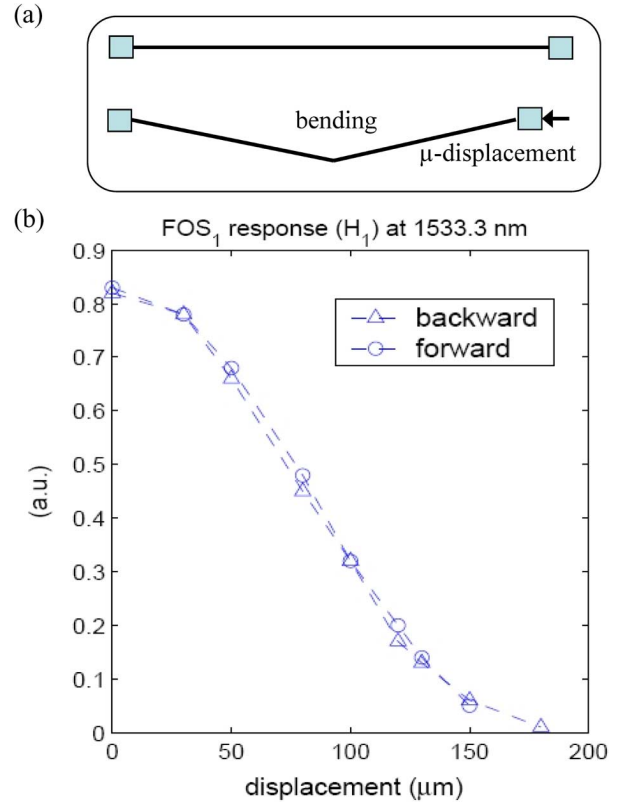 (a)
bending
μ-displacement
(b)
FOS₁ response (H₁) at 1533.3 nm
0.9
0.8
0.7
0.6
0.5
0.4
0.3
0.2
0.1
0
(a.u.)
backward
forward
0 50 100 150 200
displacement (μm)